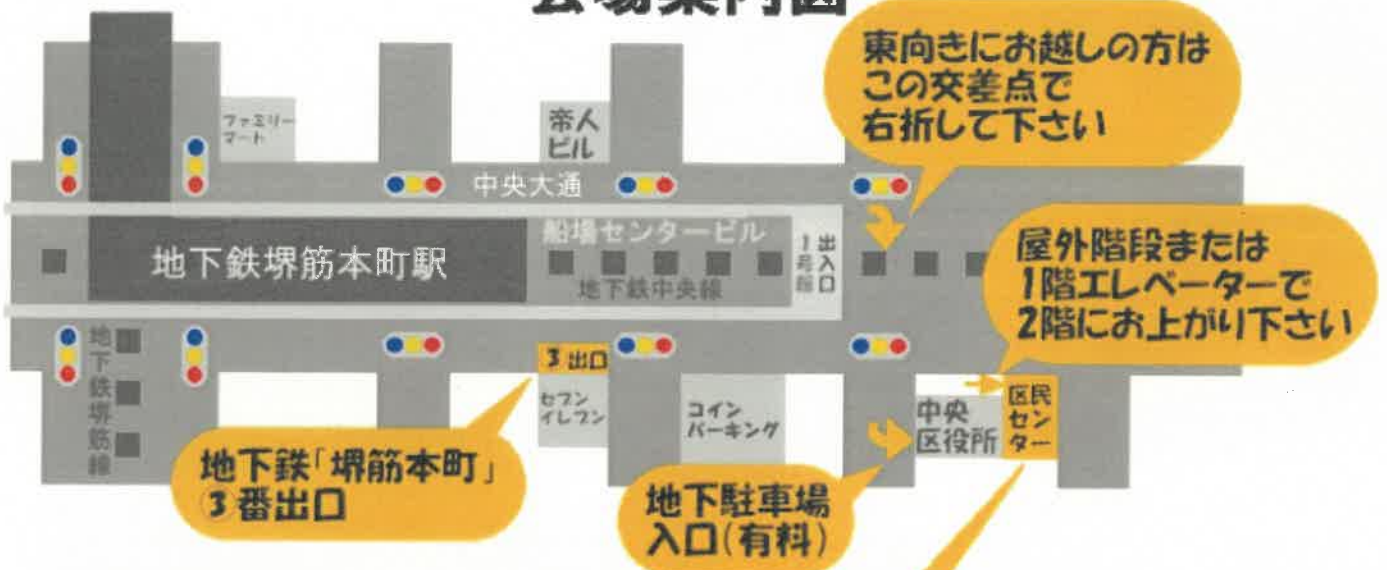 会場案内図
東向きにお越しの方は
この交差点で
右折して下さい
ファミリー
マート
帝人
ビル
中央大通
地下鉄堺筋本町駅
船場センタービル
地下鉄中央線
1号館
出入口
屋外階段または
1階エレベーターで
2階にお上がり下さい
地下鉄堺筋線
③出口
セブン
イレブン
コイン
パーキング
中央
区役所
区民
セン
ター
地下鉄「堺筋本町」
③番出口
地下駐車場
入口(有料)